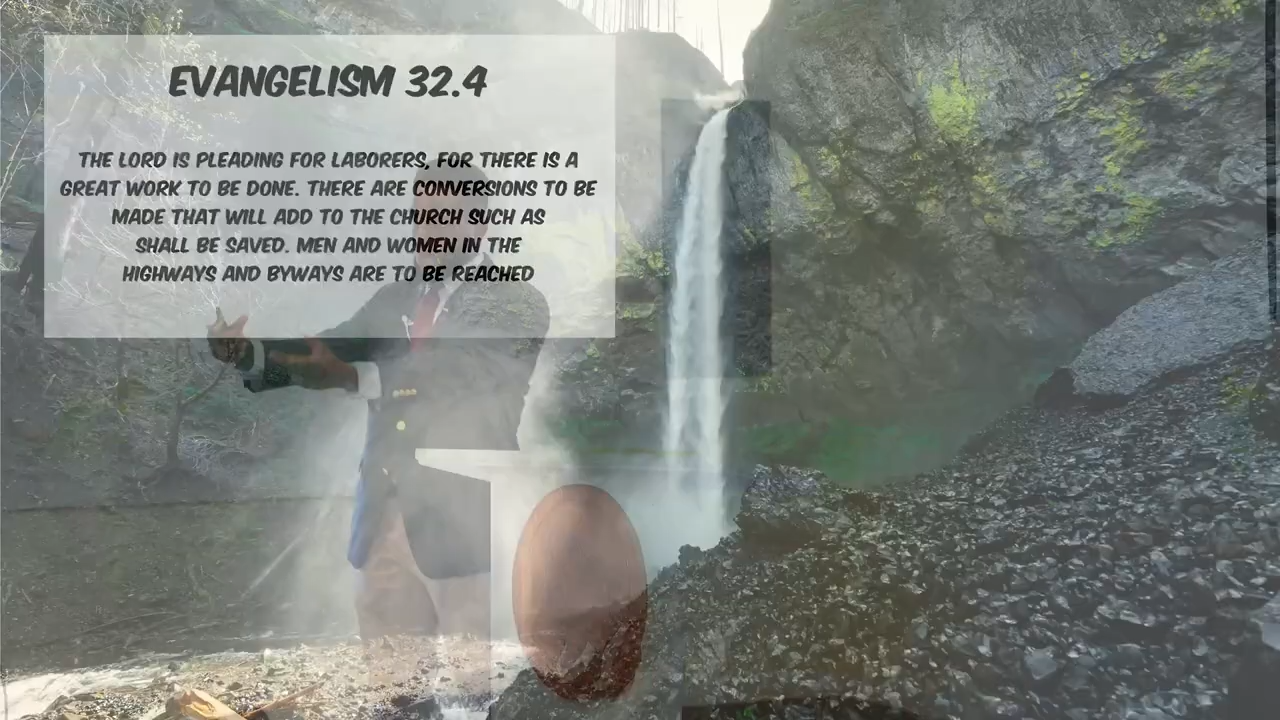 EVANGELISM 32.4
THE LORD IS PLEADING FOR LABORERS, FOR THERE IS A
GREAT WORK TO BE DONE. THERE ARE CONVERSIONS TO BE
MADE THAT WILL ADD TO THE CHURCH SUCH AS
SHALL BE SAVED. MEN AND WOMEN IN THE
HIGHWAYS AND BYWAYS ARE TO BE REACHED